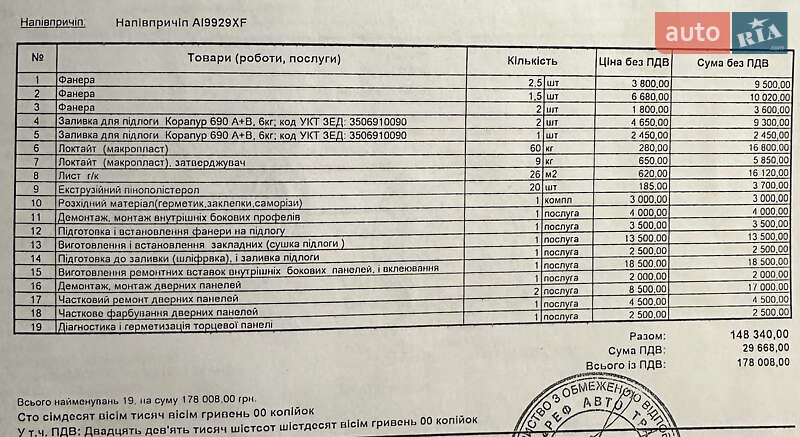 auto RIA .com
Напівпричіп: Напівпричіп AI9929XF
№ Товари (роботи, послуги) Кількість Ціна без ПДВ Сума без ПДВ
1 Фанера 2,5 шт 3 800,00 9 500,00
2 Фанера 1,5 шт 6 680,00 10 020,00
3 Фанера 2 шт 1 800,00 3 600,00
4 Заливка для підлоги Корапур 690 А+В, 6кг; код УКТ ЗЕД: 3506910090 2 шт 4 650,00 9 300,00
5 Заливка для підлоги Корапур 690 А+В, 6кг; код УКТ ЗЕД: 3506910090 1 шт 2 450,00 2 450,00
6 Локтайт (макропласт) 60 кг 280,00 16 800,00
7 Локтайт (макропласт), затверджувач 9 кг 650,00 5 850,00
8 Лист г/к 26 м2 620,00 16 120,00
9 Екструзійний пінополістерол 20 шт 185,00 3 700,00
10 Розхідний матеріал(герметик,заклепки,саморізи) 1 компл 3 000,00 3 000,00
11 Демонтаж, монтаж внутрішніх бокових профелів 1 послуга 4 000,00 4 000,00
12 Підготовка і встановлення фанери на підлогу 1 послуга 3 500,00 3 500,00
13 Виготовлення і встановлення закладних (сушка підлоги ) 1 послуга 13 500,00 13 500,00
14 Підготовка до заливки (шліфрвка), і заливка підлоги 1 послуга 2 500,00 2 500,00
15 Виготовлення ремонтних вставок внутрішніх бокових панелей, і вклеювання 1 послуга 18 500,00 18 500,00
16 Демонтаж, монтаж дверних панелей 1 послуга 2 000,00 2 000,00
17 Частковий ремонт дверних панелей 2 послуга 8 500,00 17 000,00
18 Часткове фарбування дверних панелей 1 послуга 4 500,00 4 500,00
19 Діагностика і герметизація торцевої панелі 1 послуга 2 500,00 2 500,00
Разом: 148 340,00
Сума ПДВ: 29 668,00
Всього із ПДВ: 178 008,00
Всього найменувань 19, на суму 178 008,00 грн.
Сто сімдесят вісім тисяч вісім гривень 00 копійок
У т.ч. ПДВ: Двадцять дев'ять тисяч шістсот шістдесят вісім гривень 00 копійок
З ОБМЕЖЕНОЮ
РЕФ АВТО